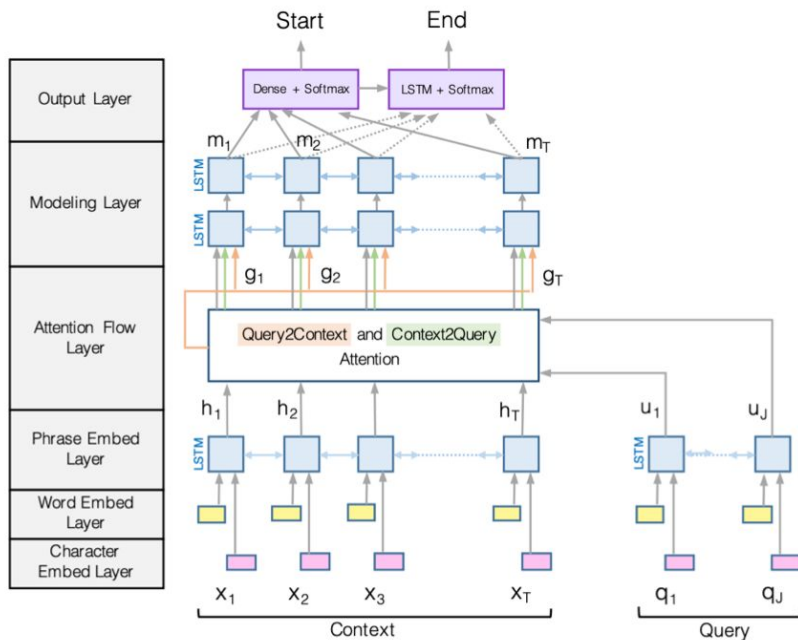 Start End
Output Layer
Dense + Softmax
LSTM + Softmax
m1 m2 mT
Modeling Layer
LSTM
LSTM
g1 g2 gT
Attention Flow
Layer
Query2Context and Context2Query
Attention
h1 h2 hT
u1 uJ
Phrase Embed
Layer
LSTM
LSTM
Word Embed
Layer
Character
Embed Layer
x1 x2 x3 xT
q1 qJ
Context
Query